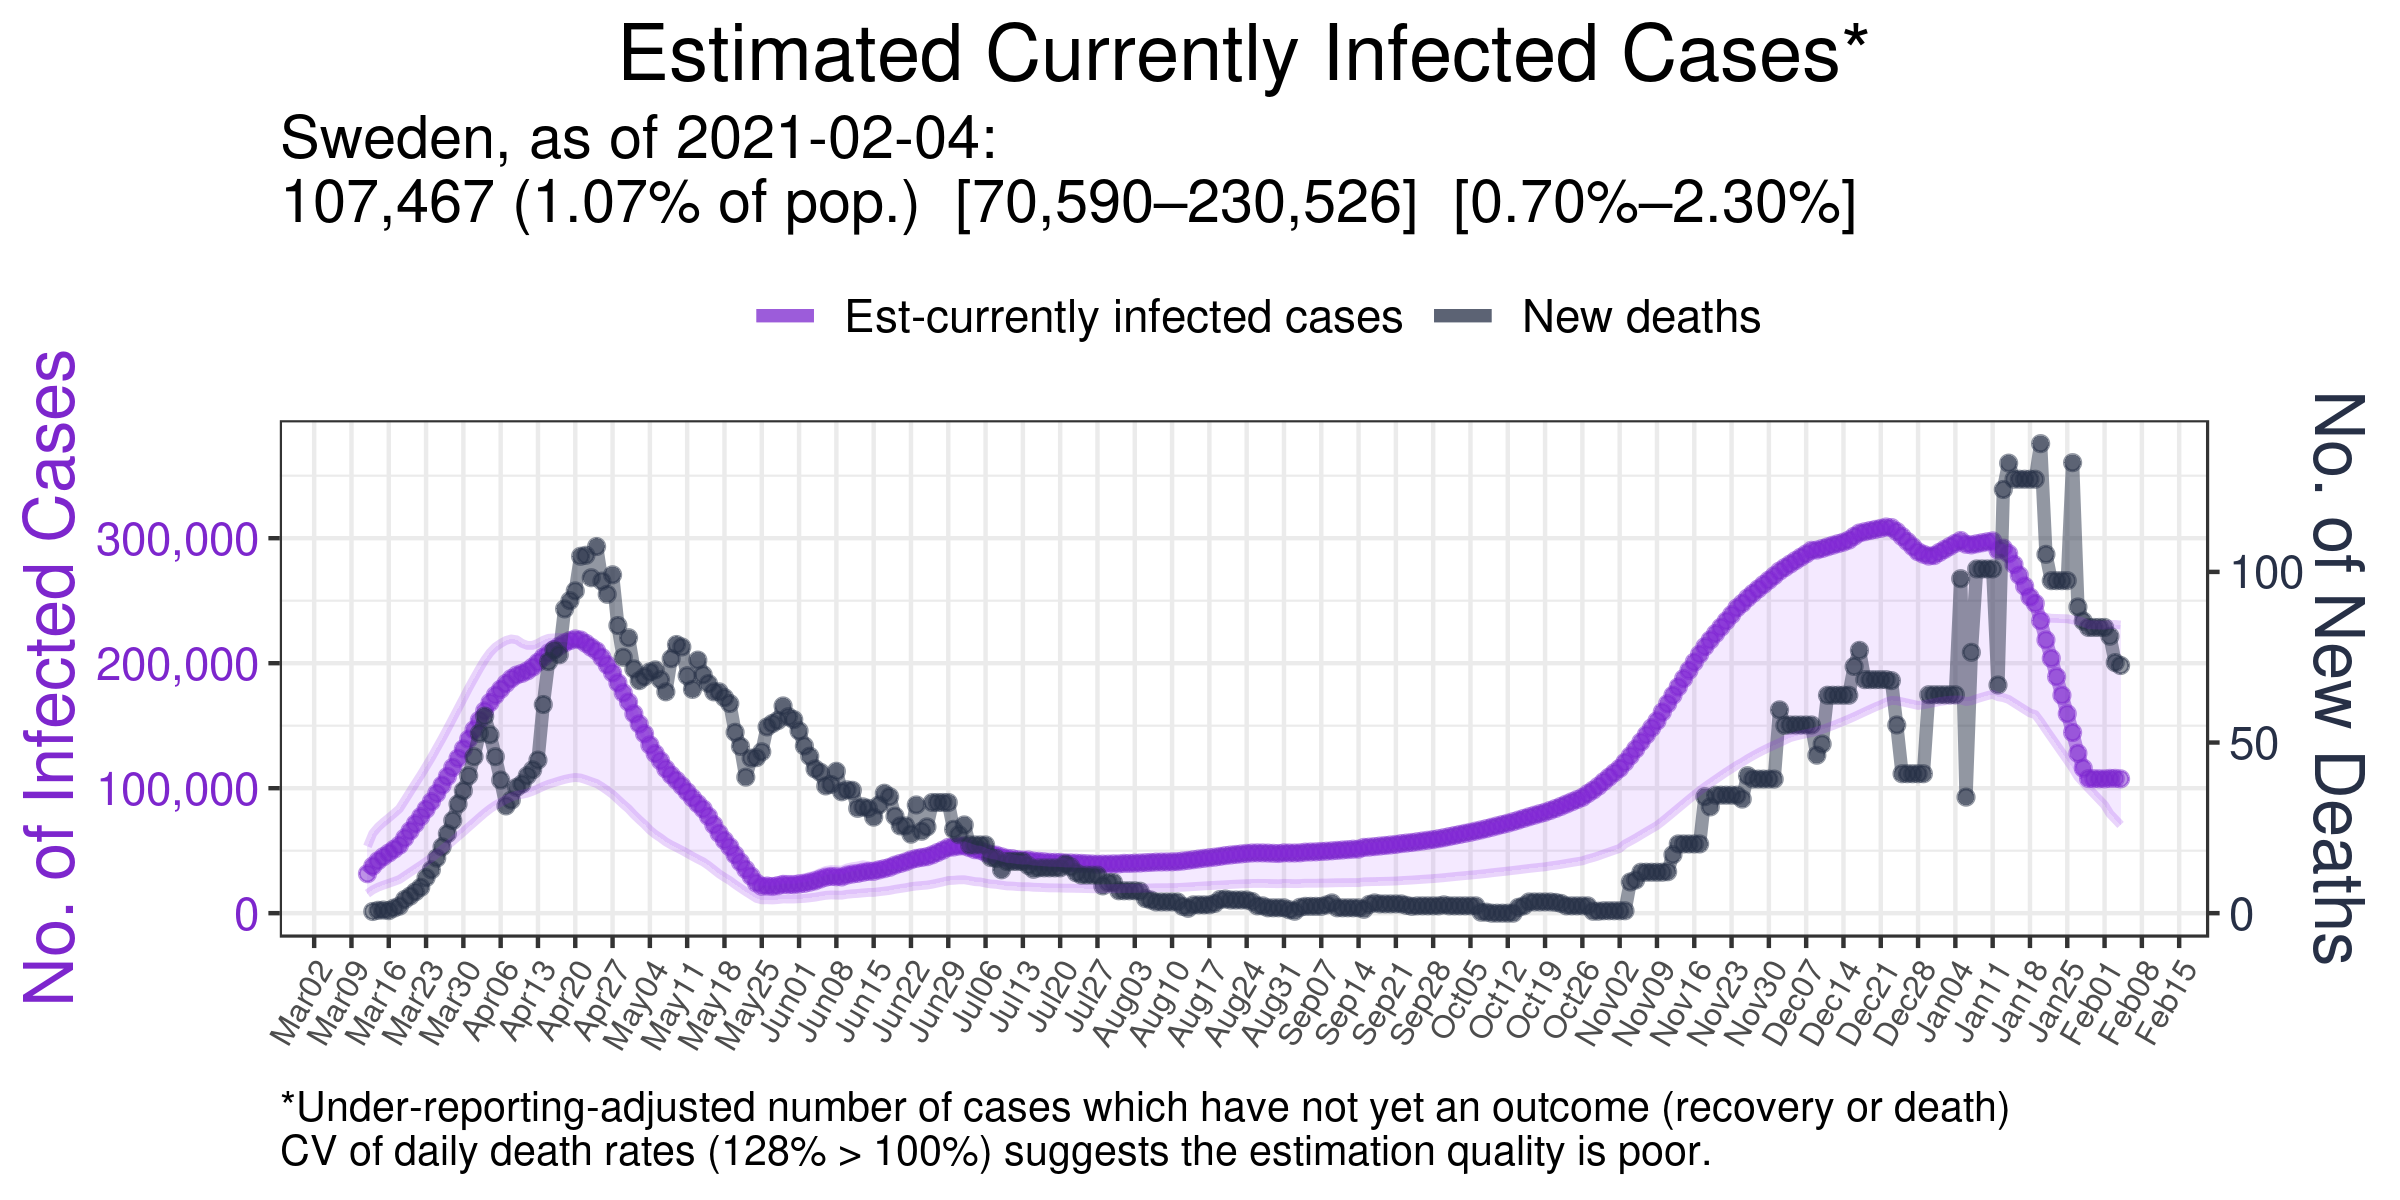 Estimated Currently Infected Cases*
Sweden, as of 2021-02-04:
107,467 (1.07% of pop.) [70,590–230,526] [0.70%–2.30%]
Est-currently infected cases
New deaths
No. of Infected Cases
300,000
200,000
100,000
0
No. of New Deaths
100
50
0
Mar02
Mar09
Mar16
Mar23
Mar30
Apr06
Apr13
Apr20
Apr27
May04
May11
May18
May25
Jun01
Jun08
Jun15
Jun22
Jun29
Jul06
Jul13
Jul20
Jul27
Aug03
Aug10
Aug17
Aug24
Aug31
Sep07
Sep14
Sep21
Sep28
Oct05
Oct12
Oct19
Oct26
Nov02
Nov09
Nov16
Nov23
Nov30
Dec07
Dec14
Dec21
Dec28
Jan04
Jan11
Jan18
Jan25
Feb01
Feb08
Feb15
*Under-reporting-adjusted number of cases which have not yet an outcome (recovery or death)
CV of daily death rates (128% > 100%) suggests the estimation quality is poor.